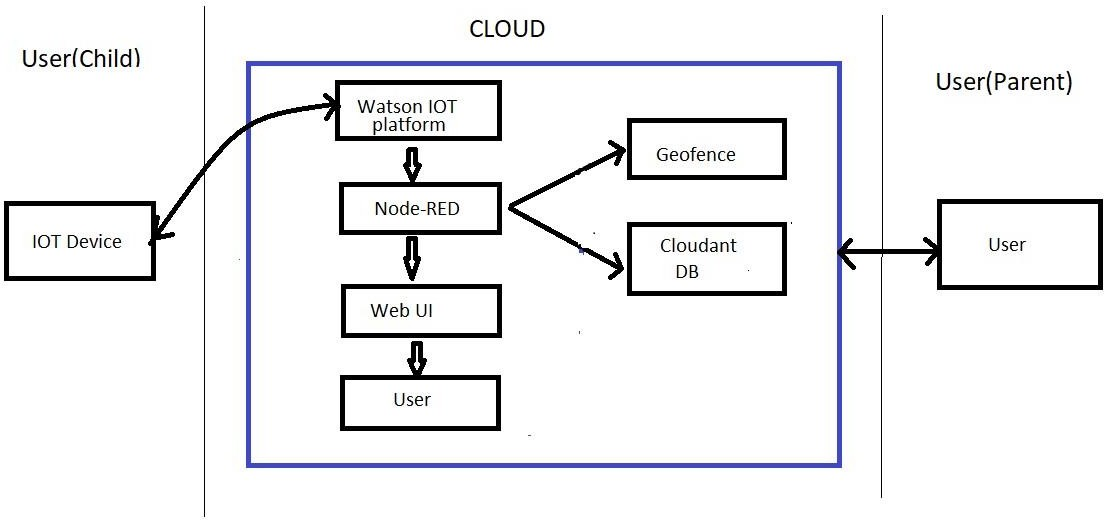 CLOUD
User(Child)
User(Parent)
Watson IOT
platform
Geofence
Node-RED
IOT Device
Cloudant
DB
User
Web UI
User